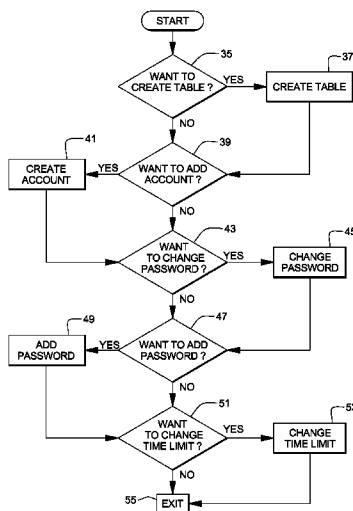 START
35
WANT TO
CREATE TABLE ?
YES
37
CREATE TABLE
NO
41
CREATE
ACCOUNT
YES
39
WANT TO ADD
ACCOUNT ?
NO
43
WANT
TO CHANGE
PASSWORD ?
YES
45
CHANGE
PASSWORD
NO
49
ADD
PASSWORD
YES
47
WANT TO ADD
PASSWORD ?
NO
51
WANT
TO CHANGE
TIME LIMIT ?
YES
CHANGE
TIME LIMIT
NO
55
EXIT